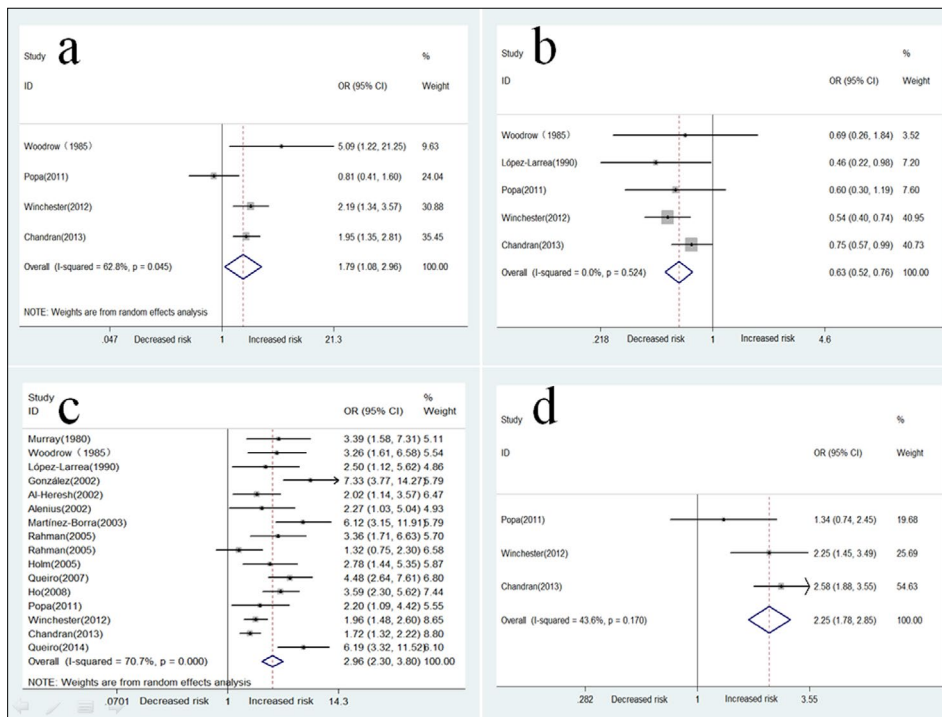 a
Study %
ID OR (95% CI) Weight
Woodrow（1985) 5.09 (1.22, 21.25) 9.63
Popa(2011) 0.81 (0.41, 1.60) 24.04
Winchester(2012) 2.19 (1.34, 3.57) 30.88
Chandran(2013) 1.95 (1.35, 2.81) 35.45
Overall (I-squared = 62.8%, p = 0.045) 1.79 (1.08, 2.96) 100.00
NOTE: Weights are from random effects analysis
.047 Decreased risk 1 Increased risk 21.3
b
Study %
ID OR (95% CI) Weight
Woodrow（1985) 0.69 (0.26, 1.84) 3.52
López-Larrea(1990) 0.46 (0.22, 0.98) 7.20
Popa(2011) 0.60 (0.30, 1.19) 7.60
Winchester(2012) 0.54 (0.40, 0.74) 40.95
Chandran(2013) 0.75 (0.57, 0.99) 40.73
Overall (I-squared = 0.0%, p = 0.524) 0.63 (0.52, 0.76) 100.00
.218 Decreased risk 1 Increased risk 4.6
c
Study %
ID OR (95% CI) Weight
Murray(1980) 3.39 (1.58, 7.31) 5.11
Woodrow（1985) 3.26 (1.61, 6.58) 5.54
López-Larrea(1990) 2.50 (1.12, 5.62) 4.86
González(2002) 7.33 (3.77, 14.27)5.79
Al-Heresh(2002) 2.02 (1.14, 3.57) 6.47
Alenius(2002) 2.27 (1.03, 5.04) 4.93
Martínez-Borra(2003) 6.12 (3.15, 11.91)5.79
Rahman(2005) 3.36 (1.71, 6.63) 5.70
Rahman(2005) 1.32 (0.75, 2.30) 6.58
Holm(2005) 2.78 (1.44, 5.35) 5.87
Queiro(2007) 4.48 (2.64, 7.61) 6.80
Ho(2008) 3.59 (2.30, 5.62) 7.44
Popa(2011) 2.20 (1.09, 4.42) 5.55
Winchester(2012) 1.96 (1.48, 2.60) 8.65
Chandran(2013) 1.72 (1.32, 2.22) 8.80
Queiro(2014) 6.19 (3.32, 11.52)6.10
Overall (I-squared = 70.7%, p = 0.000) 2.96 (2.30, 3.80) 100.00
NOTE: Weights are from random effects analysis
.0701 Decreased risk 1 Increased risk 14.3
d
Study %
ID OR (95% CI) Weight
Popa(2011) 1.34 (0.74, 2.45) 19.68
Winchester(2012) 2.25 (1.45, 3.49) 25.69
Chandran(2013) 2.58 (1.88, 3.55) 54.63
Overall (I-squared = 43.6%, p = 0.170) 2.25 (1.78, 2.85) 100.00
.282 Decreased risk 1 Increased risk 3.55